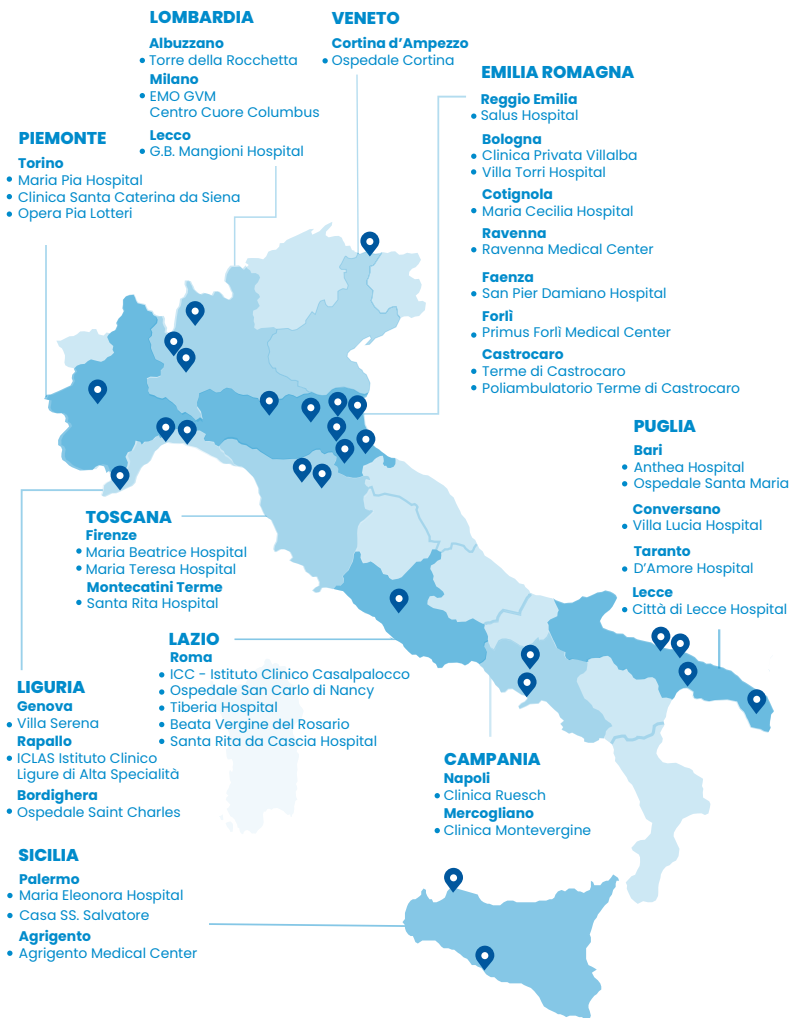 LOMBARDIA
Albuzzano
• Torre della Rocchetta
Milano
• EMO GVM
Centro Cuore Columbus
Lecco
• G.B. Mangioni Hospital
VENETO
Cortina d’Ampezzo
• Ospedale Cortina
EMILIA ROMAGNA
Reggio Emilia
• Salus Hospital
Bologna
• Clinica Privata Villalba
• Villa Torri Hospital
Cotignola
• Maria Cecilia Hospital
Ravenna
• Ravenna Medical Center
Faenza
• San Pier Damiano Hospital
Forlì
• Primus Forlì Medical Center
Castrocaro
• Terme di Castrocaro
• Poliambulatorio Terme di Castrocaro
PIEMONTE
Torino
• Maria Pia Hospital
• Clinica Santa Caterina da Siena
• Opera Pia Lotteri
PUGLIA
Bari
• Anthea Hospital
• Ospedale Santa Maria
Conversano
• Villa Lucia Hospital
Taranto
• D’Amore Hospital
Lecce
• Città di Lecce Hospital
TOSCANA
Firenze
• Maria Beatrice Hospital
• Maria Teresa Hospital
Montecatini Terme
• Santa Rita Hospital
LAZIO
Roma
• ICC - Istituto Clinico Casalpalocco
• Ospedale San Carlo di Nancy
• Tiberia Hospital
• Beata Vergine del Rosario
• Santa Rita da Cascia Hospital
LIGURIA
Genova
• Villa Serena
Rapallo
• ICLAS Istituto Clinico
Ligure di Alta Specialità
Bordighera
• Ospedale Saint Charles
CAMPANIA
Napoli
• Clinica Ruesch
Mercogliano
• Clinica Montevergine
SICILIA
Palermo
• Maria Eleonora Hospital
• Casa SS. Salvatore
Agrigento
• Agrigento Medical Center